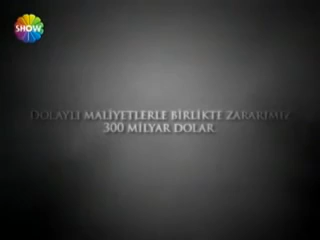 SHOW
DOLAYLI MALİYETLERLE BİRLİKTE ZARARIMIZ
300 MİLYAR DOLAR.